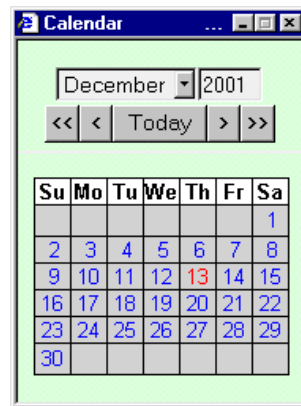 Calendar ...
December 2001
<< < Today > >>
Su Mo Tu We Th Fr Sa
1
2 3 4 5 6 7 8
9 10 11 12 13 14 15
16 17 18 19 20 21 22
23 24 25 26 27 28 29
30